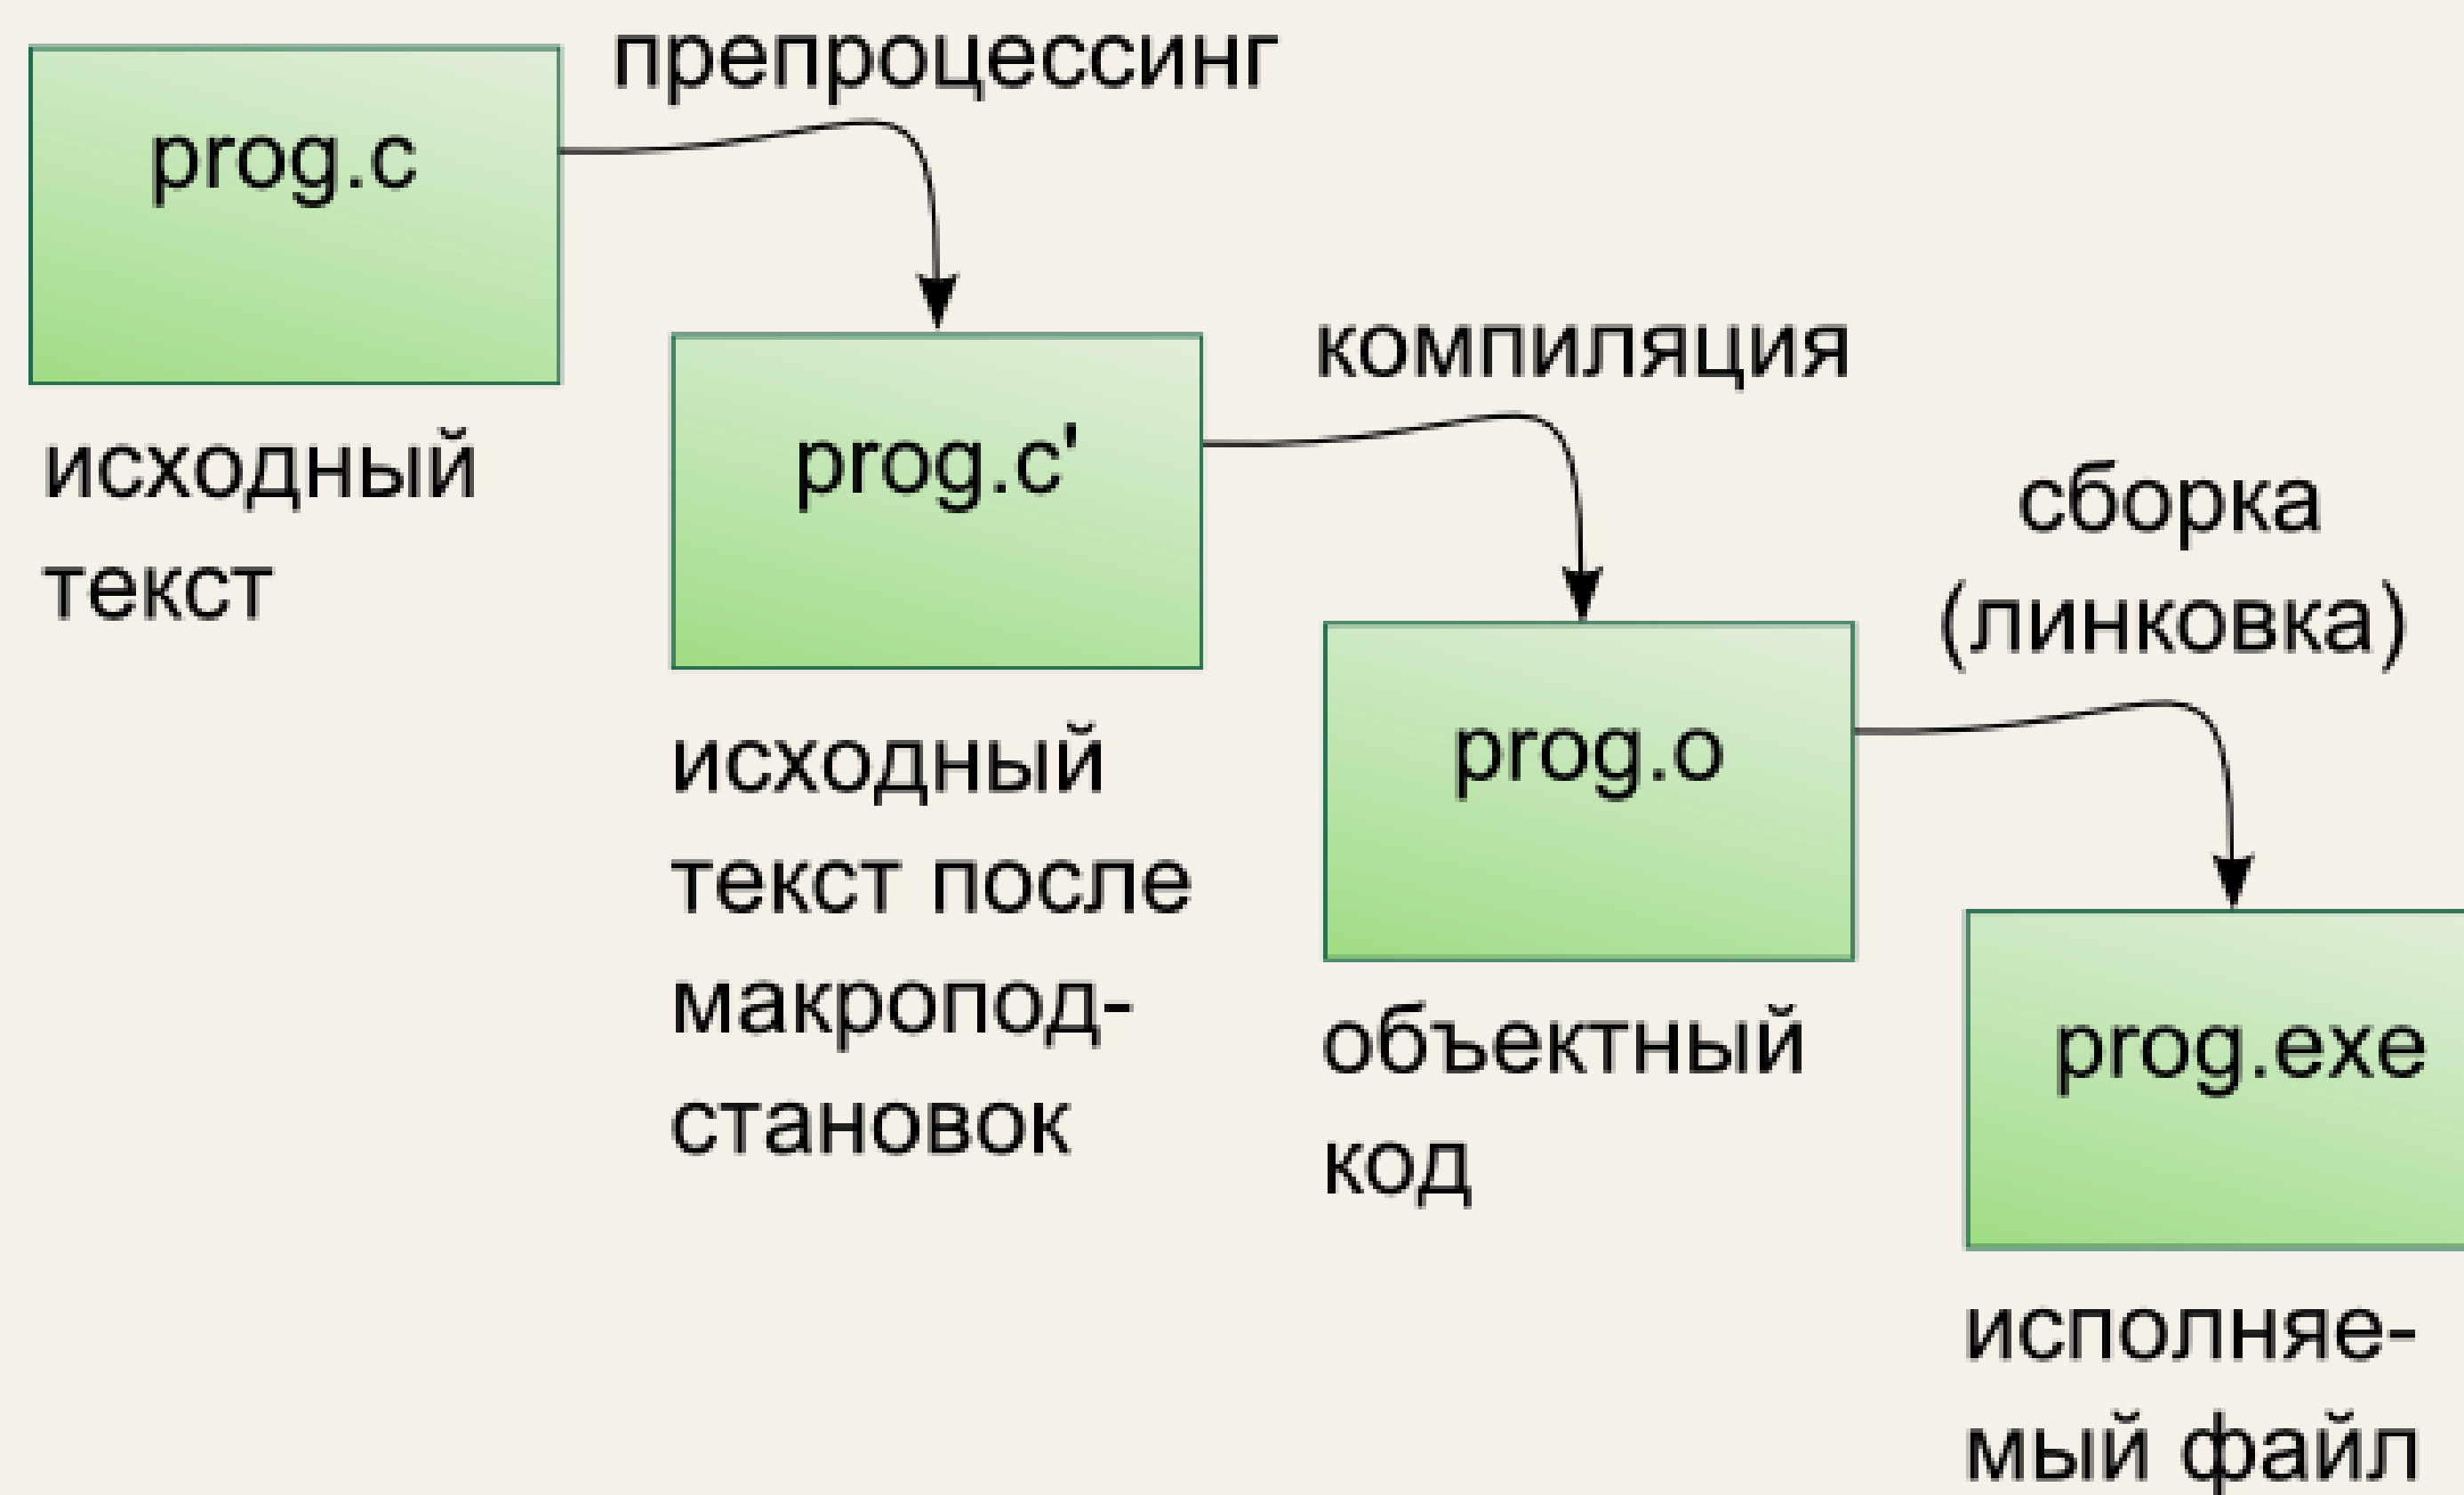 препроцессинг
prog.c
исходный
текст
компиляция
prog.c'
исходный
текст после
макропод-
становок
сборка
(линковка)
prog.o
объектный
код
prog.exe
исполняе-
мый файл